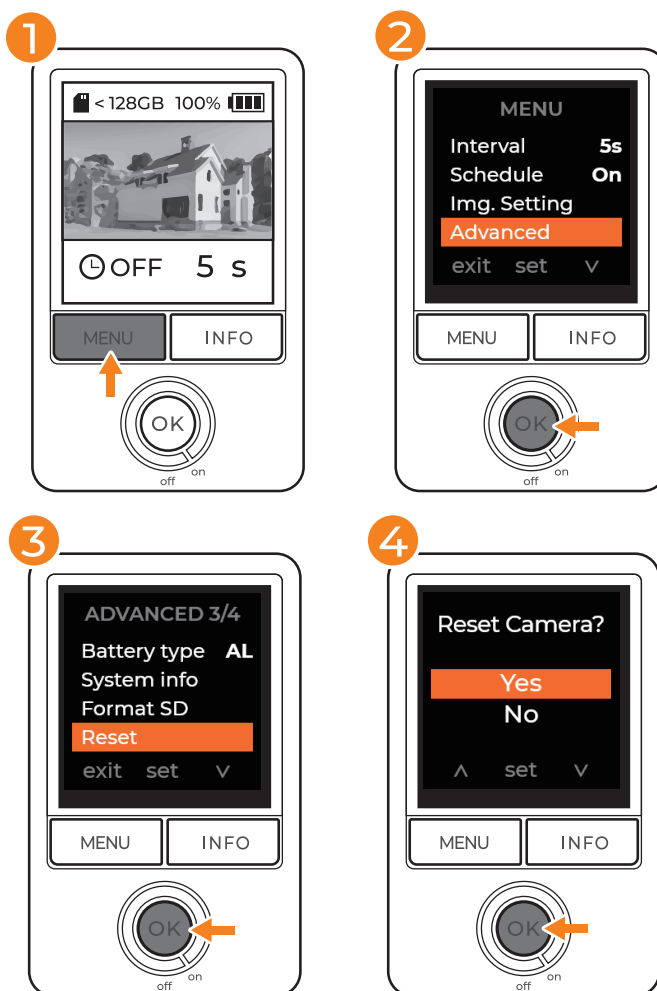 1
< 128GB 100%
OFF 5 s
MENU INFO
OK
on
off
2
MENU
Interval 5s
Schedule On
Img. Setting
Advanced
exit set
MENU INFO
OK
on
off
3
ADVANCED 3/4
Battery type AL
System info
Format SD
Reset
exit set
MENU INFO
OK
on
off
4
Reset Camera?
Yes
No
set
MENU INFO
OK
on
off